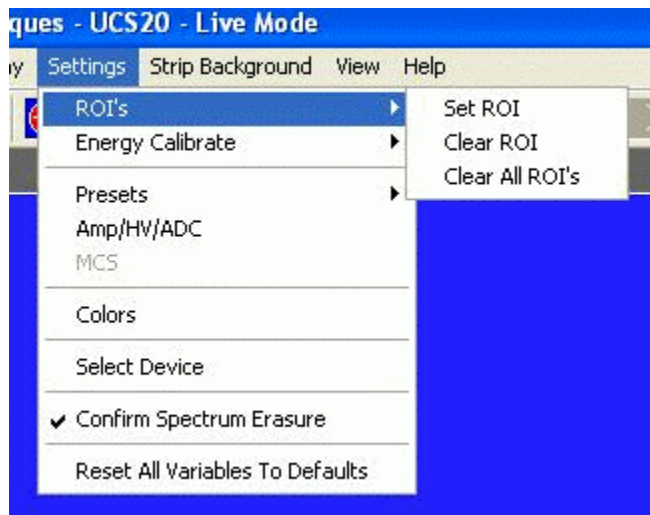 ques - UCS20 - Live Mode
ay Settings Strip Background View Help
ROI's Set ROI
Energy Calibrate Clear ROI
Clear All ROI's
Presets
Amp/HV/ADC
MCS
Colors
Select Device
Confirm Spectrum Erasure
Reset All Variables To Defaults